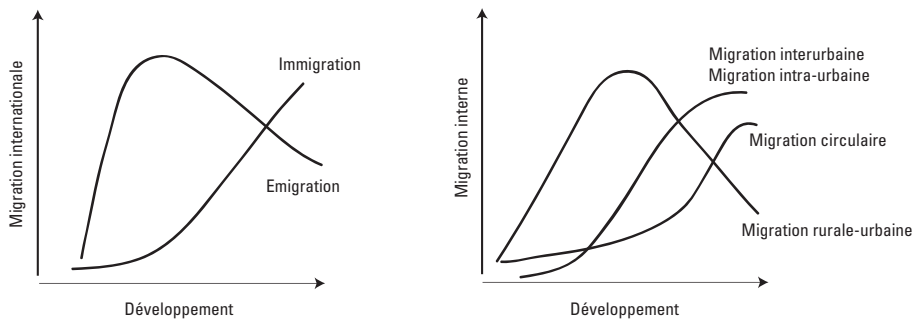 Migration internationale
Immigration
Emigration
Développement
Migration interne
Migration interurbaine
Migration intra-urbaine
Migration circulaire
Migration rurale-urbaine
Développement